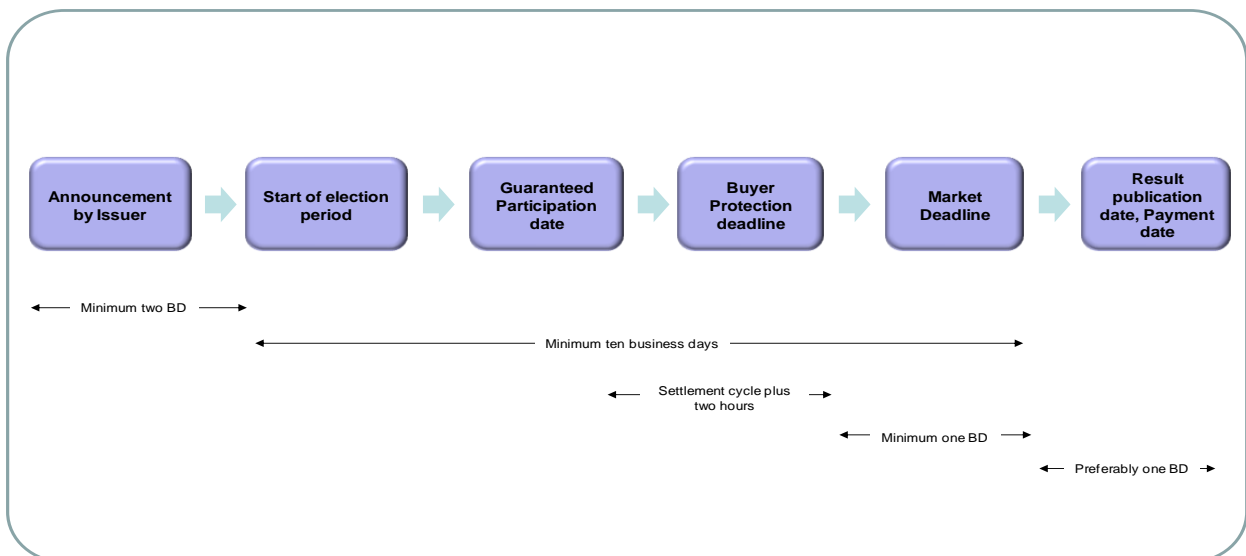 Announcement
by Issuer
Start of election
period
Guaranteed
Participation
date
Buyer
Protection
deadline
Market
Deadline
Result
publication
date, Payment
date
Minimum two BD
Minimum ten business days
Settlement cycle plus
two hours
Minimum one BD
Preferably one BD